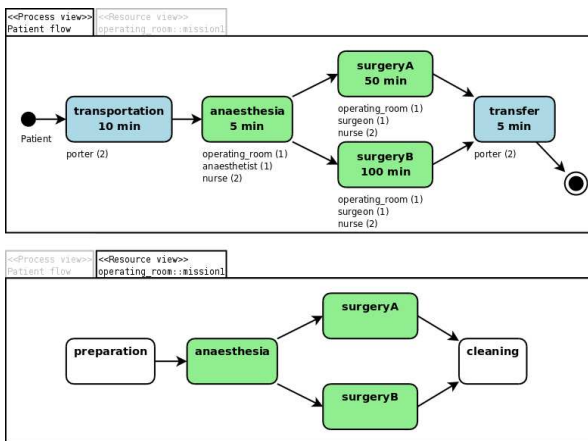 <<Process view>>
Patient flow
<<Resource view>>
operating_room::mission1
Patient
transportation
10 min
porter (2)
anaesthesia
5 min
operating_room (1)
anaesthetist (1)
nurse (2)
surgeryA
50 min
operating_room (1)
surgeon (1)
nurse (2)
surgeryB
100 min
operating_room (1)
surgeon (1)
nurse (2)
transfer
5 min
porter (2)
<<Process view>>
Patient flow
<<Resource view>>
operating_room::mission1
preparation
anaesthesia
surgeryA
surgeryB
cleaning